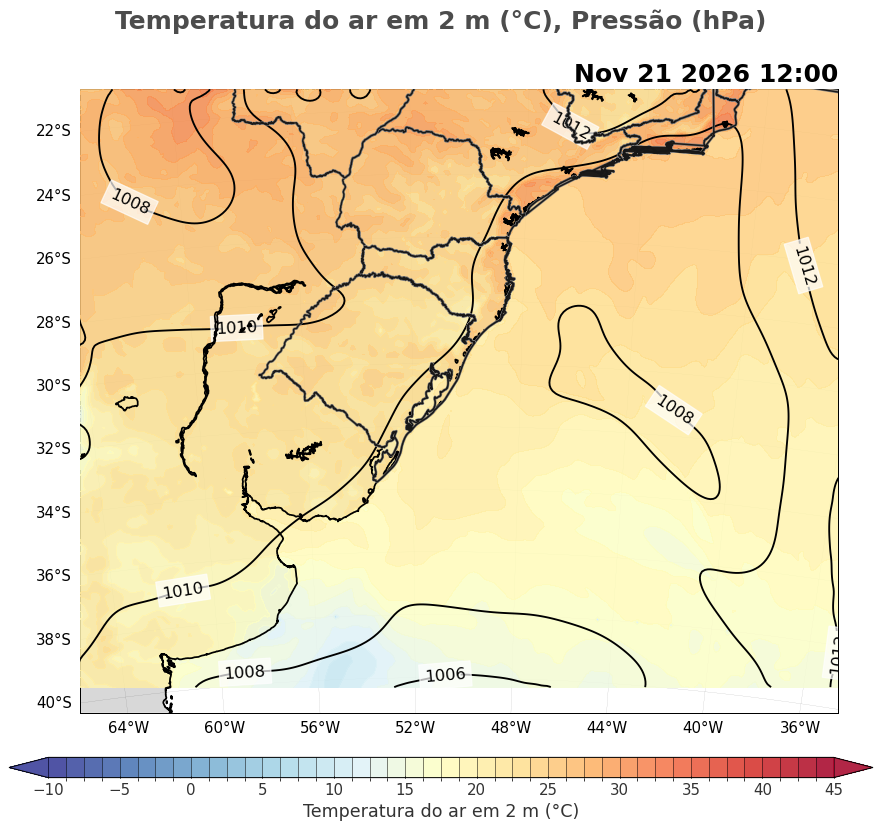 Temperatura do ar em 2 m (°C), Pressão (hPa)
Nov 21 2026 12:00
22°S
24°S
26°S
28°S
30°S
32°S
34°S
36°S
38°S
40°S
1012
1008
1012
1010
1008
1010
1008
1006
1012
64°W 60°W 56°W 52°W 48°W 44°W 40°W 36°W
−10 −5 0 5 10 15 20 25 30 35 40 45
Temperatura do ar em 2 m (°C)